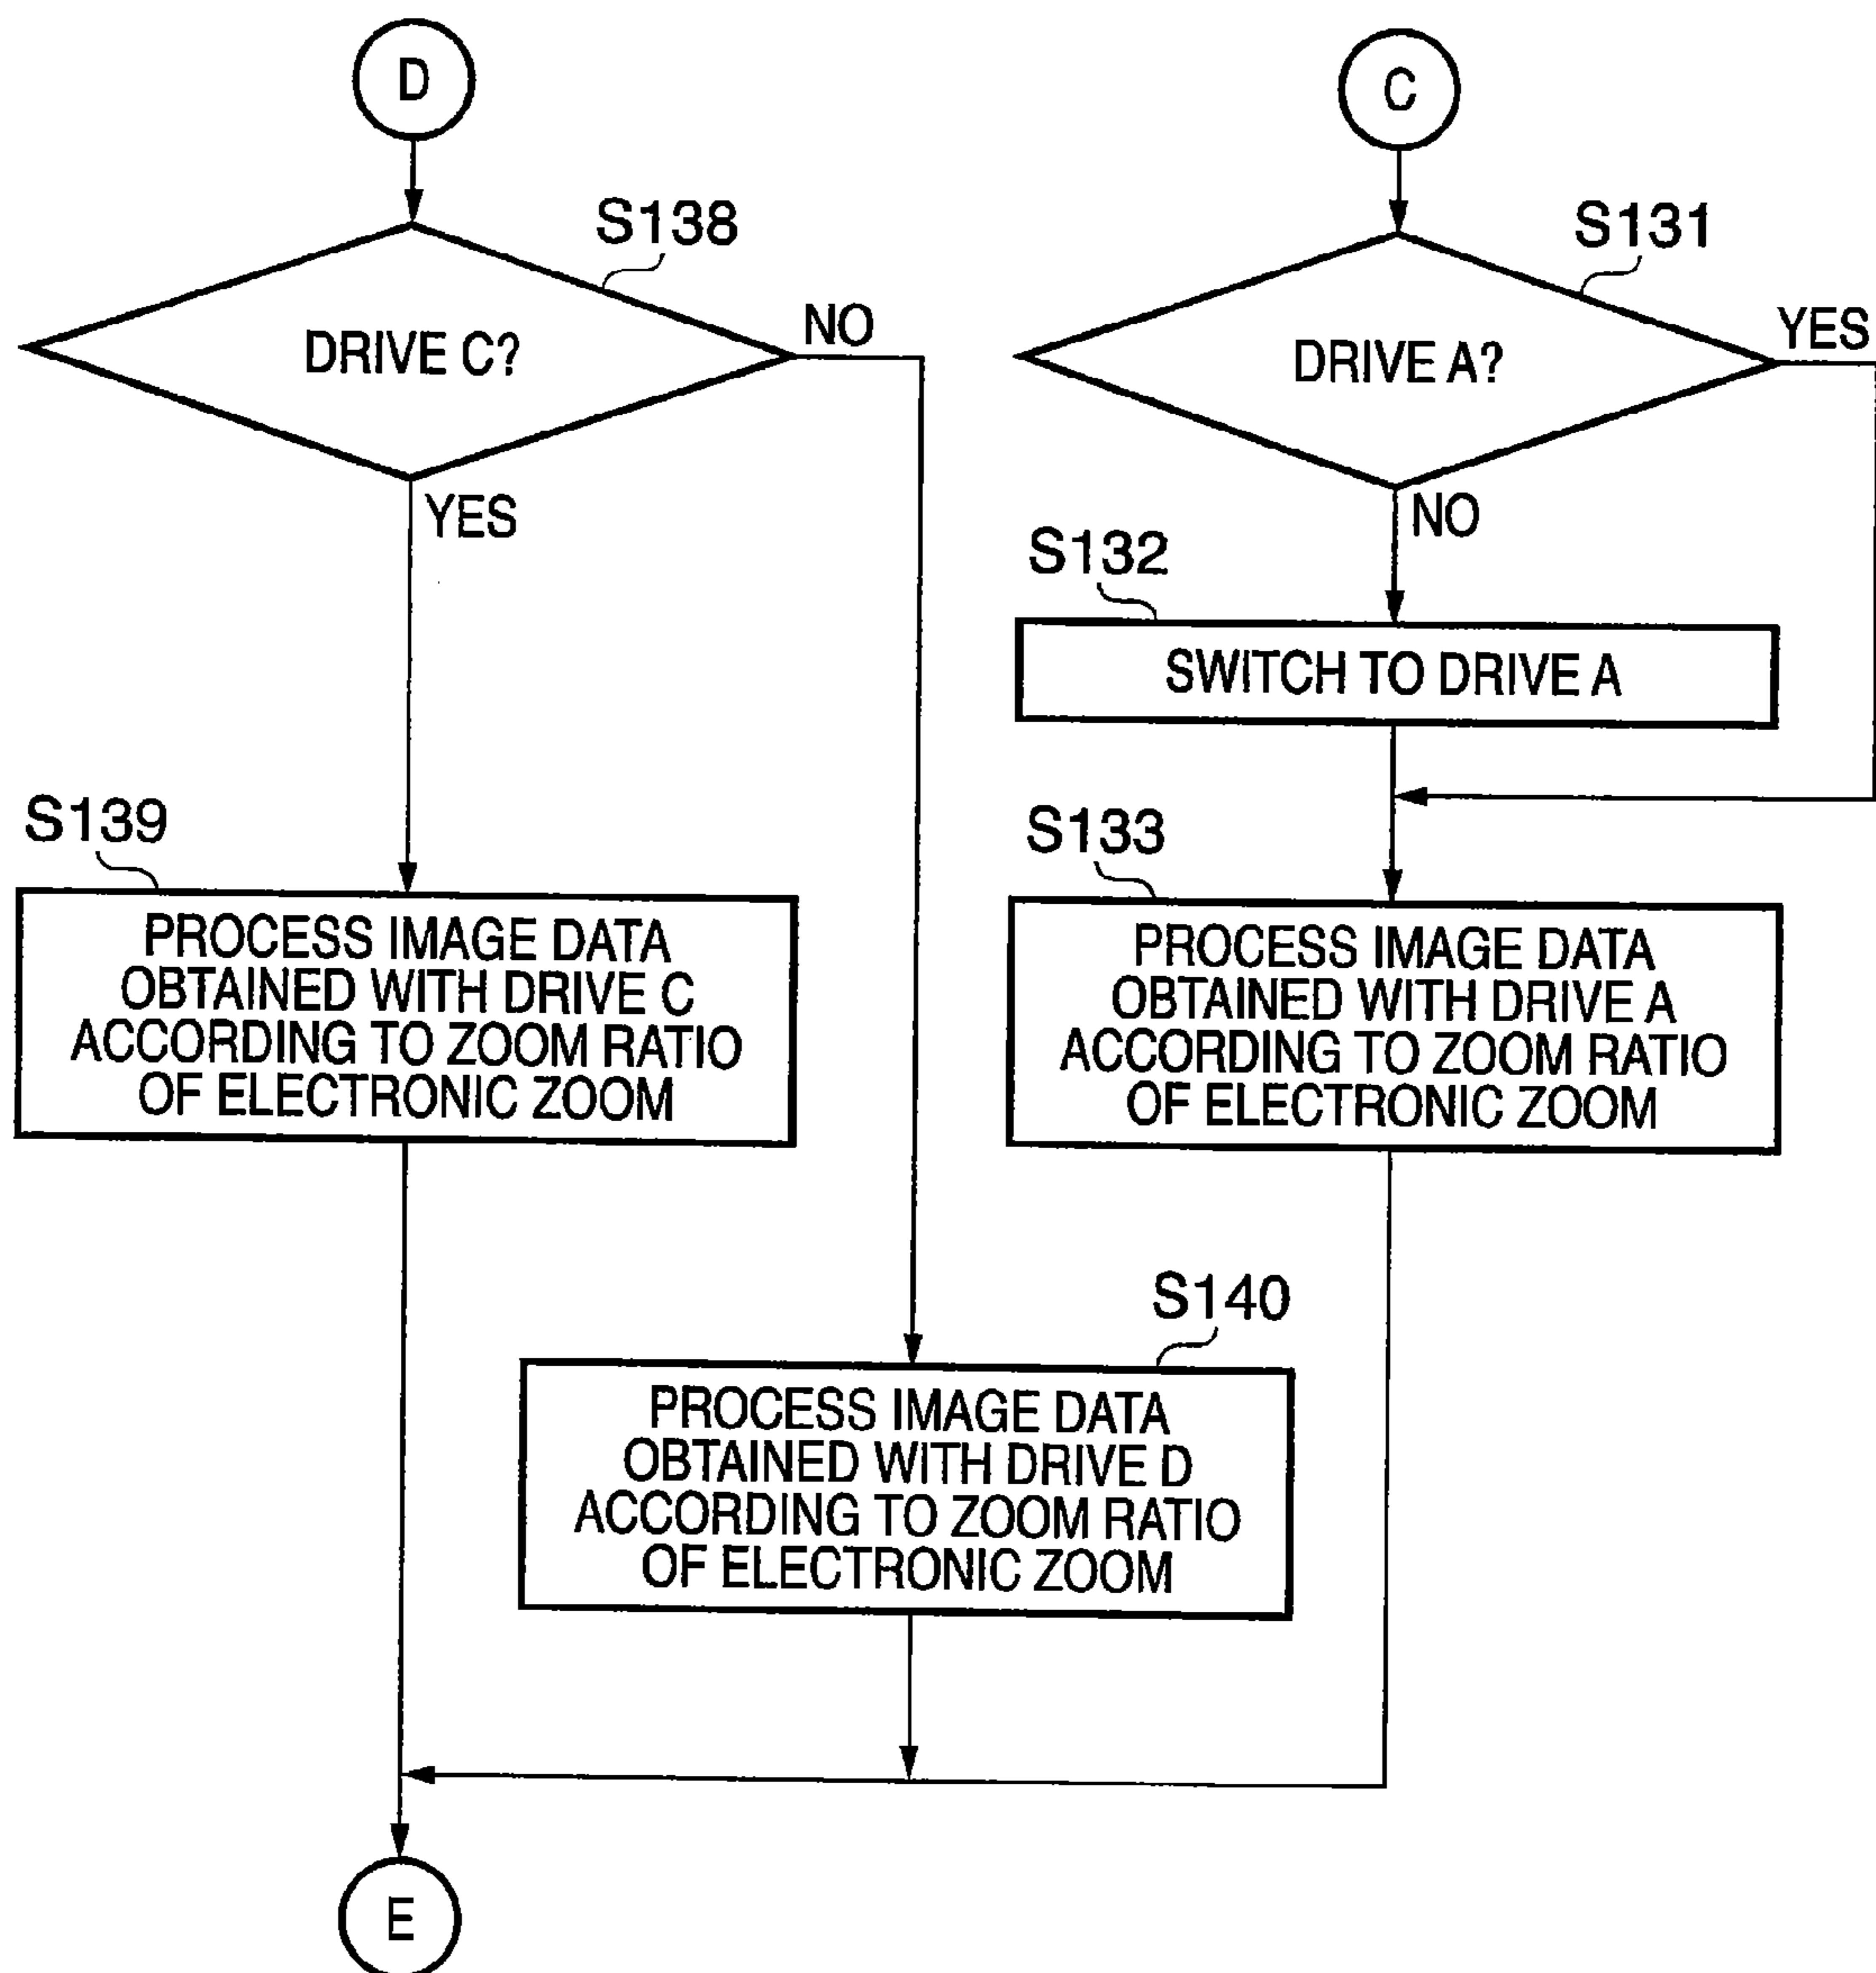 D
S138
DRIVE C?
NO
YES
S139
PROCESS IMAGE DATA
OBTAINED WITH DRIVE C
ACCORDING TO ZOOM RATIO
OF ELECTRONIC ZOOM
C
S131
DRIVE A?
YES
NO
S132
SWITCH TO DRIVE A
S133
PROCESS IMAGE DATA
OBTAINED WITH DRIVE A
ACCORDING TO ZOOM RATIO
OF ELECTRONIC ZOOM
S140
PROCESS IMAGE DATA
OBTAINED WITH DRIVE D
ACCORDING TO ZOOM RATIO
OF ELECTRONIC ZOOM
E